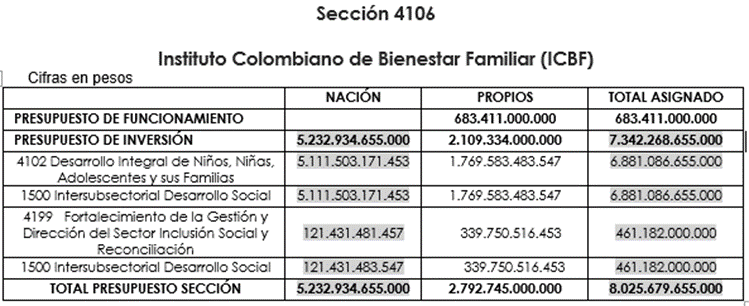 Sección 4106
Instituto Colombiano de Bienestar Familiar (ICBF)
Cifras en pesos
NACIÓN PROPIOS TOTAL ASIGNADO
PRESUPUESTO DE FUNCIONAMIENTO 683.411.000.000 683.411.000.000
PRESUPUESTO DE INVERSIÓN 5.232.934.655.000 2.109.334.000.000 7.342.268.655.000
4102 Desarrollo Integral de Niños, Niñas, Adolescentes y sus Familias 5.111.503.171.453 1.769.583.483.547 6.881.086.655.000
1500 Intersubsectorial Desarrollo Social 5.111.503.171.453 1.769.583.483.547 6.881.086.655.000
4199 Fortalecimiento de la Gestión y Dirección del Sector Inclusión Social y Reconciliación 121.431.481.457 339.750.516.453 461.182.000.000
1500 Intersubsectorial Desarrollo Social 121.431.483.547 339.750.516.453 461.182.000.000
TOTAL PRESUPUESTO SECCIÓN 5.232.934.655.000 2.792.745.000.000 8.025.679.655.000